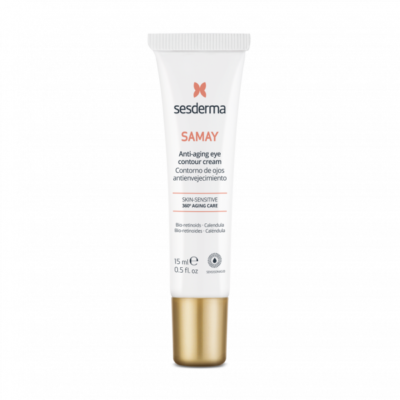 sesderma
SAMAY
Anti-aging eye
contour cream
Contorno de ojos
antienvejecimiento
SKIN-SENSITIVE
360º AGING CARE
Bio-retinoids · Calendula
Bio-retinoides · Caléndula
15 ml ℮
0.5 fl. oz